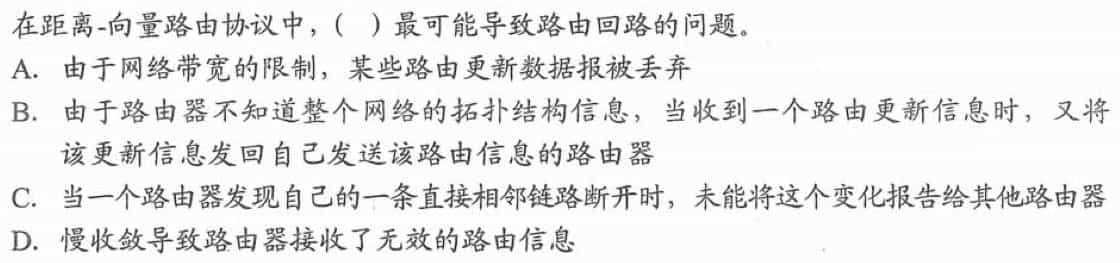 在距离-向量路由协议中，（ ）最可能导致路由回路的问题。
A. 由于网络带宽的限制，某些路由更新数据报被丢弃
B. 由于路由器不知道整个网络的拓扑结构信息，当收到一个路由更新信息时，又将
该更新信息发回自己发送该路由信息的路由器
C. 当一个路由器发现自己的一条直接相邻链路断开时，未能将这个变化报告给其他路由器
D. 慢收敛导致路由器接收了无效的路由信息